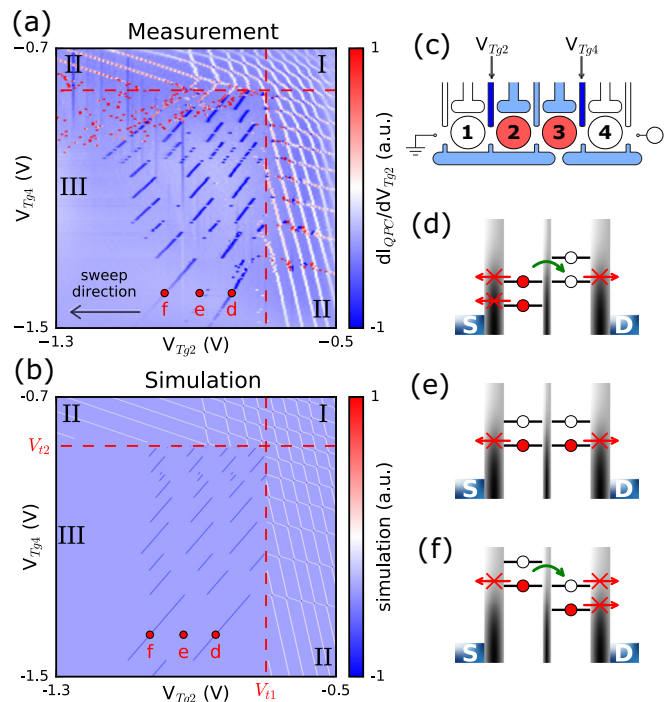 (a)
Measurement
−0.7
II
I
III
II
sweep
direction
f
e
d
V_Tg4 (V)
−1.5
−1.3
V_Tg2 (V)
−0.5
1
-1
dI_QPC/dV_Tg2 (a.u.)
(b)
Simulation
-0.7
II
I
V_t2
III
II
f
e
d
V_Tg4 (V)
-1.5
-1.3
V_Tg2 (V)
V_t1
-0.5
1
-1
simulation (a.u.)
(c)
V_Tg2
V_Tg4
1
2
3
4
(d)
S
D
(e)
S
D
(f)
S
D